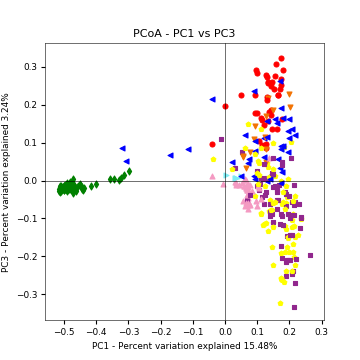 PCoA - PC1 vs PC3
PC3 - Percent variation explained 3.24%
0.3
0.2
0.1
0.0
−0.1
−0.2
−0.3
−0.5 −0.4 −0.3 −0.2 −0.1 0.0 0.1 0.2 0.3
PC1 - Percent variation explained 15.48%